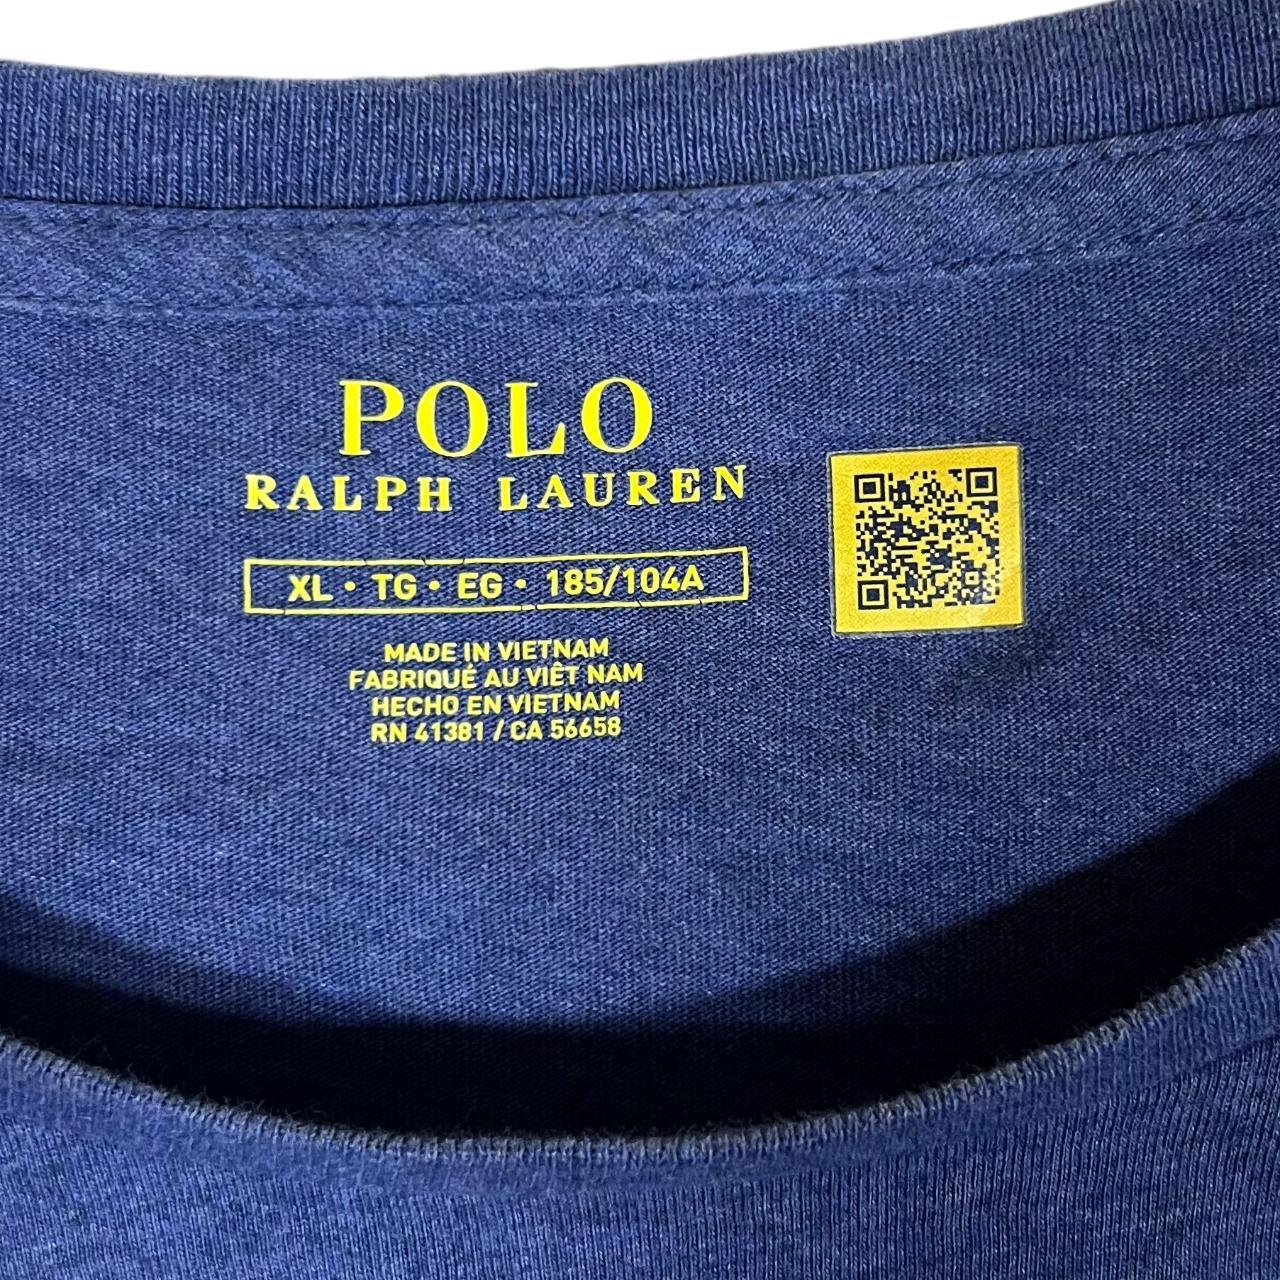 POLO
RALPH LAUREN
XL • TG • EG • 185/104A
MADE IN VIETNAM
FABRIQUÉ AU VIÊT NAM
HECHO EN VIETNAM
RN 41381 / CA 56658